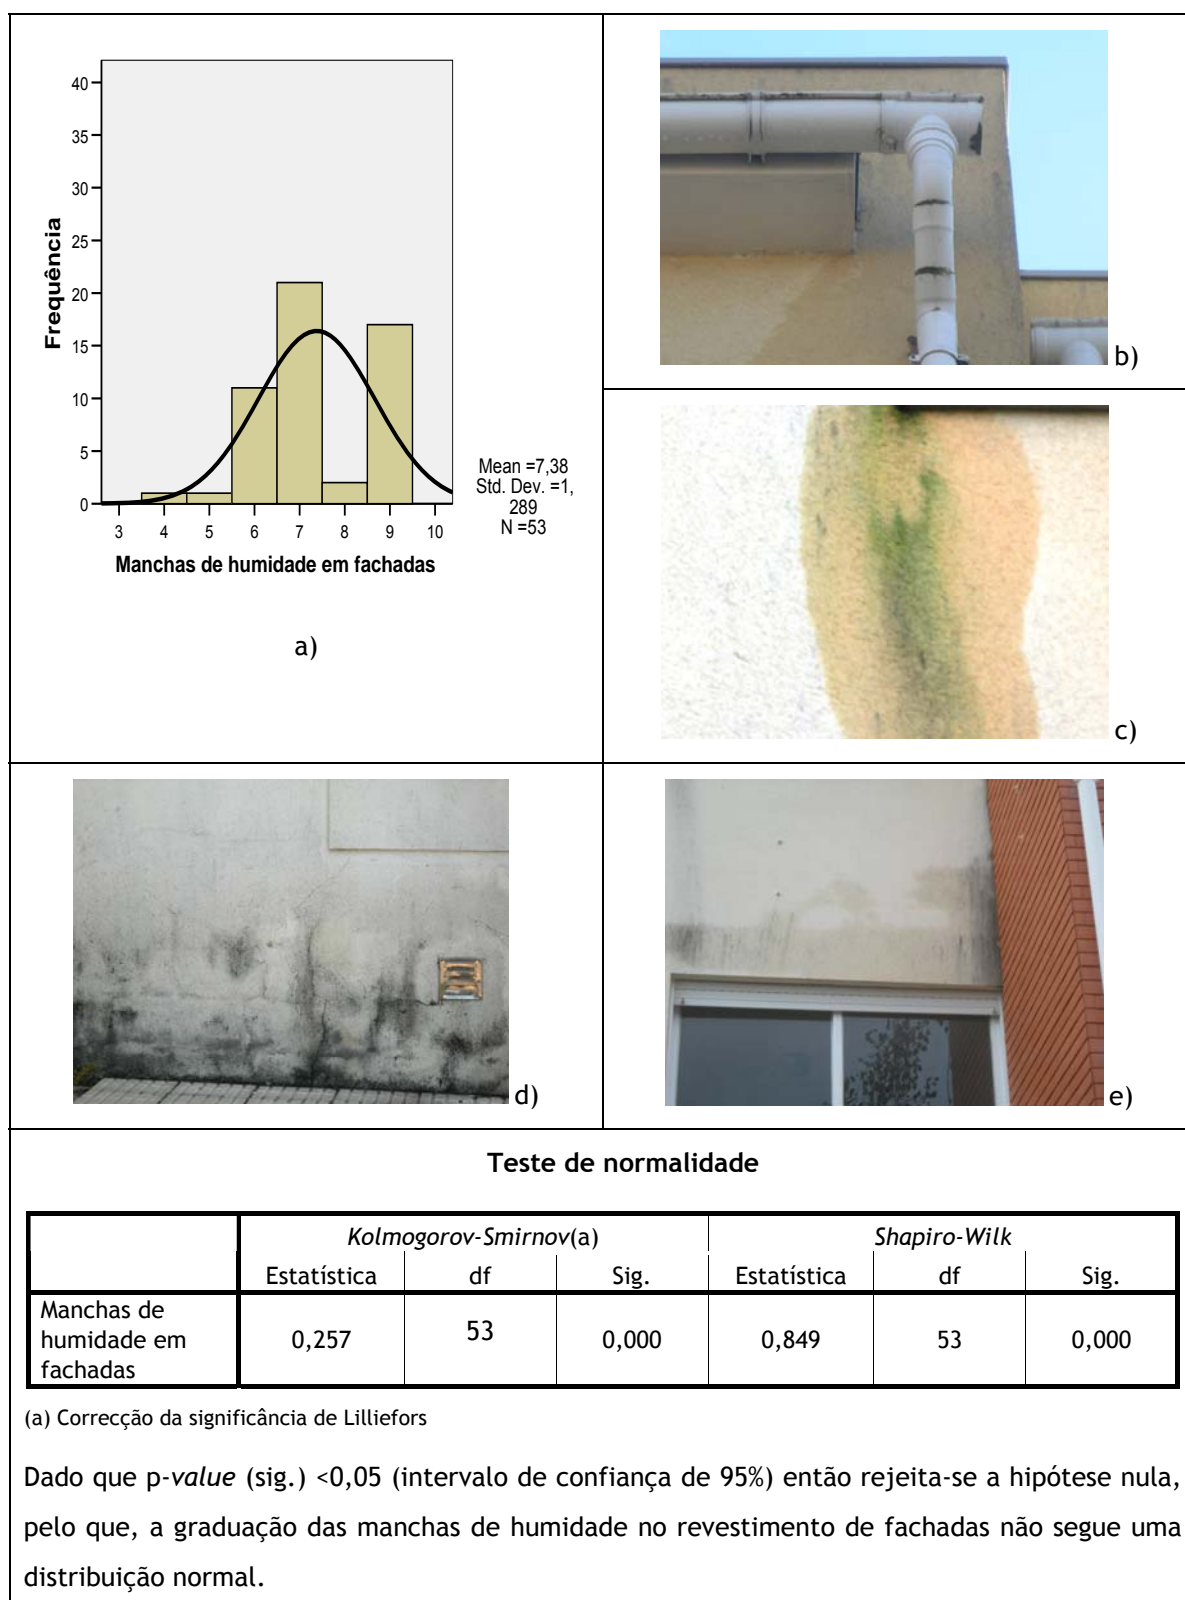 40
35
30
25
20
15
10
5
0
Frequência
3 4 5 6 7 8 9 10
Manchas de humidade em fachadas
Mean =7,38
Std. Dev. =1,
289
N =53
a)
b)
c)
d)
e)
Teste de normalidade
Kolmogorov-Smirnov(a) Shapiro-Wilk
Estatística df Sig. Estatística df Sig.
Manchas de
humidade em
fachadas
0,257 53 0,000 0,849 53 0,000
(a) Correcção da significância de Lilliefors
Dado que p-value (sig.) <0,05 (intervalo de confiança de 95%) então rejeita-se a hipótese nula,
pelo que, a graduação das manchas de humidade no revestimento de fachadas não segue uma
distribuição normal.